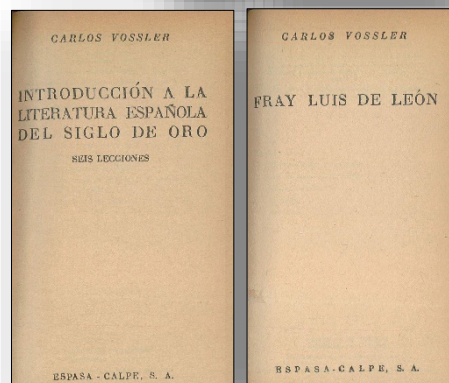 CARLOS VOSSLER
INTRODUCCIÓN A LA
LITERATURA ESPAÑOLA
DEL SIGLO DE ORO
SEIS LECCIONES
ESPASA - CALPE, S. A.
CARLOS VOSSLER
FRAY LUIS DE LEÓN
ESPASA-CALPE, S. A.